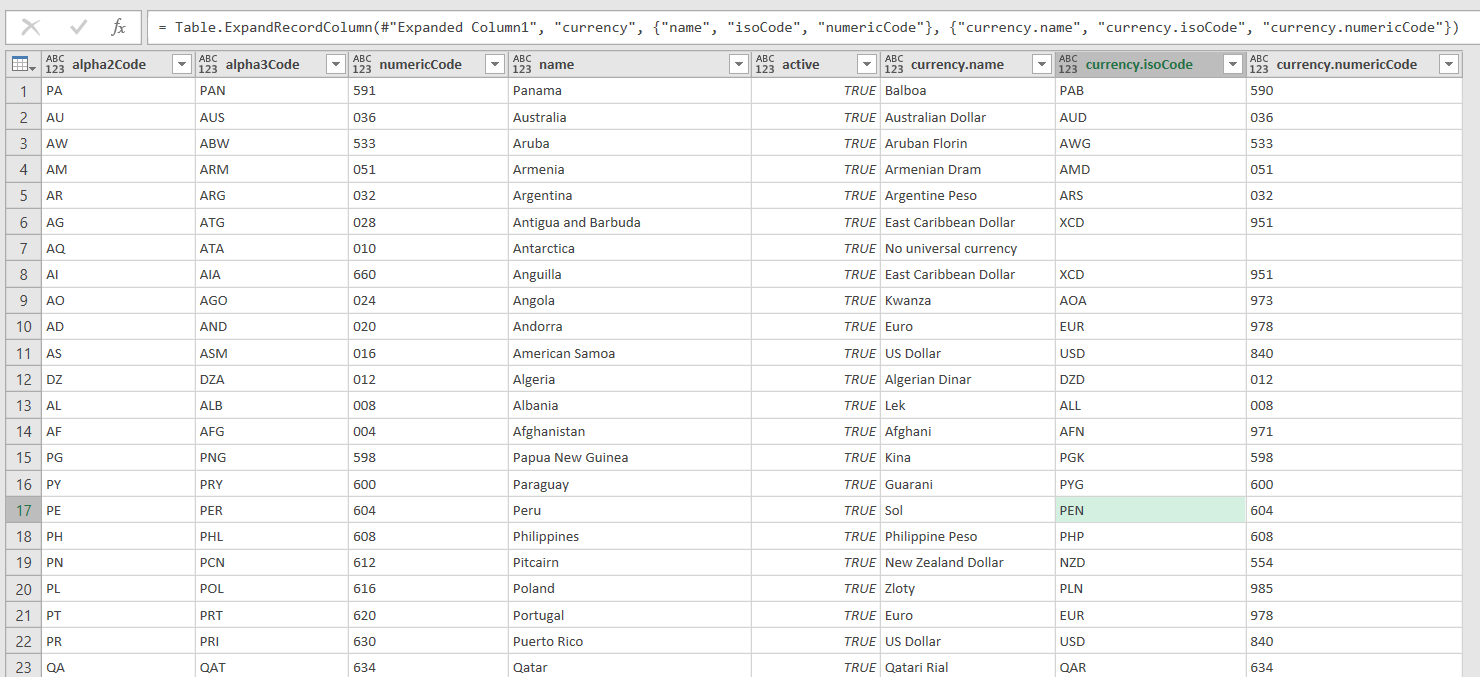 fx = Table.ExpandRecordColumn(#"Expanded Column1", "currency", {"name", "isoCode", "numericCode"}, {"currency.name", "currency.isoCode", "currency.numericCode"})
ABC 123 alpha2Code ABC 123 alpha3Code ABC 123 numericCode ABC 123 name ABC 123 active ABC 123 currency.name ABC 123 currency.isoCode ABC 123 currency.numericCode
1 PA PAN 591 Panama TRUE Balboa PAB 590
2 AU AUS 036 Australia TRUE Australian Dollar AUD 036
3 AW ABW 533 Aruba TRUE Aruban Florin AWG 533
4 AM ARM 051 Armenia TRUE Armenian Dram AMD 051
5 AR ARG 032 Argentina TRUE Argentine Peso ARS 032
6 AG ATG 028 Antigua and Barbuda TRUE East Caribbean Dollar XCD 951
7 AQ ATA 010 Antarctica TRUE No universal currency
8 AI AIA 660 Anguilla TRUE East Caribbean Dollar XCD 951
9 AO AGO 024 Angola TRUE Kwanza AOA 973
10 AD AND 020 Andorra TRUE Euro EUR 978
11 AS ASM 016 American Samoa TRUE US Dollar USD 840
12 DZ DZA 012 Algeria TRUE Algerian Dinar DZD 012
13 AL ALB 008 Albania TRUE Lek ALL 008
14 AF AFG 004 Afghanistan TRUE Afghani AFN 971
15 PG PNG 598 Papua New Guinea TRUE Kina PGK 598
16 PY PRY 600 Paraguay TRUE Guarani PYG 600
17 PE PER 604 Peru TRUE Sol PEN 604
18 PH PHL 608 Philippines TRUE Philippine Peso PHP 608
19 PN PCN 612 Pitcairn TRUE New Zealand Dollar NZD 554
20 PL POL 616 Poland TRUE Zloty PLN 985
21 PT PRT 620 Portugal TRUE Euro EUR 978
22 PR PRI 630 Puerto Rico TRUE US Dollar USD 840
23 QA QAT 634 Qatar TRUE Qatari Rial QAR 634